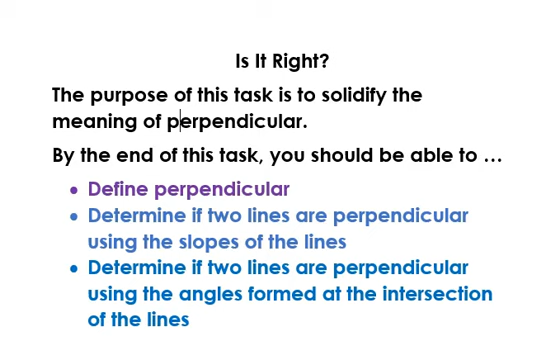 Is It Right?
The purpose of this task is to solidify the
meaning of perpendicular.
By the end of this task, you should be able to …
• Define perpendicular
• Determine if two lines are perpendicular
using the slopes of the lines
• Determine if two lines are perpendicular
using the angles formed at the intersection
of the lines